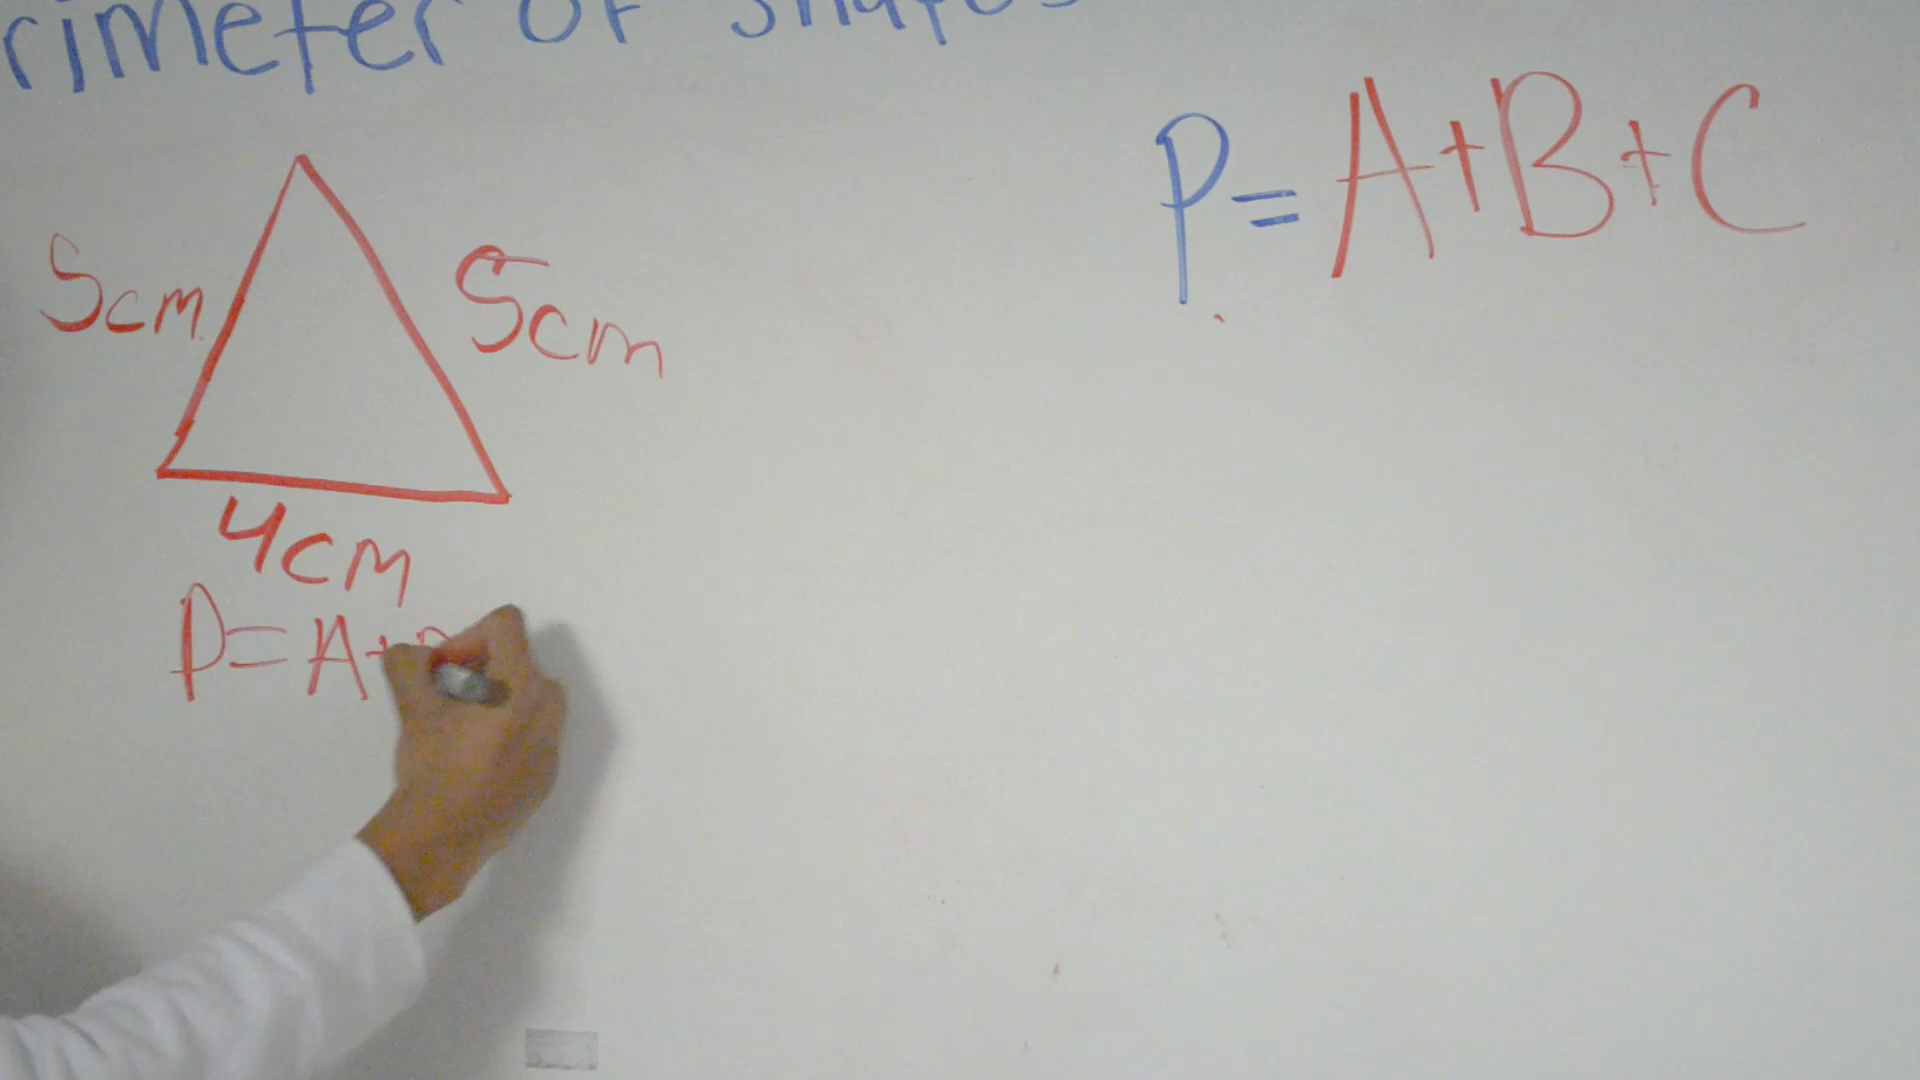 rimeter of shapes
P=A+B+C
5cm
5cm
4cm
P=A+B